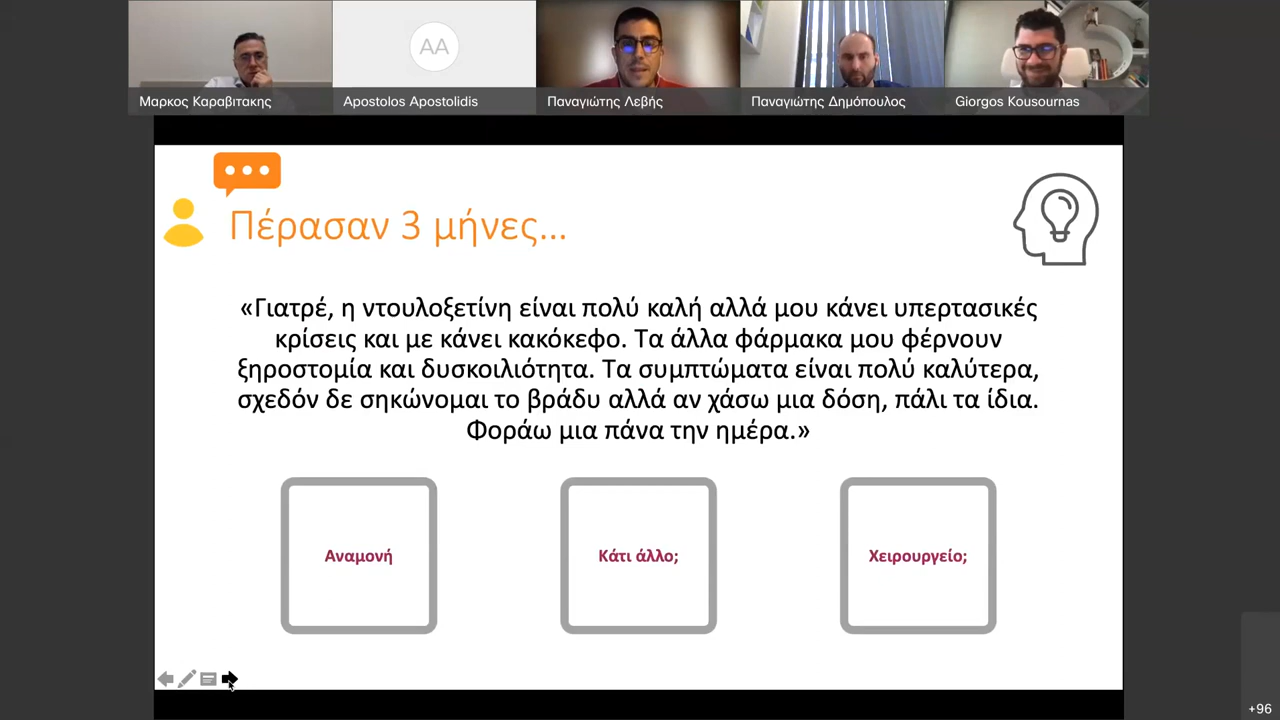 Μαρκος Καραβιτακης
AA
Apostolos Apostolidis
Παναγιώτης Λεβής
Παναγιώτης Δημόπουλος
Giorgos Kousournas
Πέρασαν 3 μήνες...
«Γιατρέ, η ντουλοξετίνη είναι πολύ καλή αλλά μου κάνει υπερτασικές
κρίσεις και με κάνει κακόκεφο. Τα άλλα φάρμακα μου φέρνουν
ξηροστομία και δυσκοιλιότητα. Τα συμπτώματα είναι πολύ καλύτερα,
σχεδόν δε σηκώνομαι το βράδυ αλλά αν χάσω μια δόση, πάλι τα ίδια.
Φοράω μια πάνα την ημέρα.»
Αναμονή
Κάτι άλλο;
Χειρουργείο;
+96